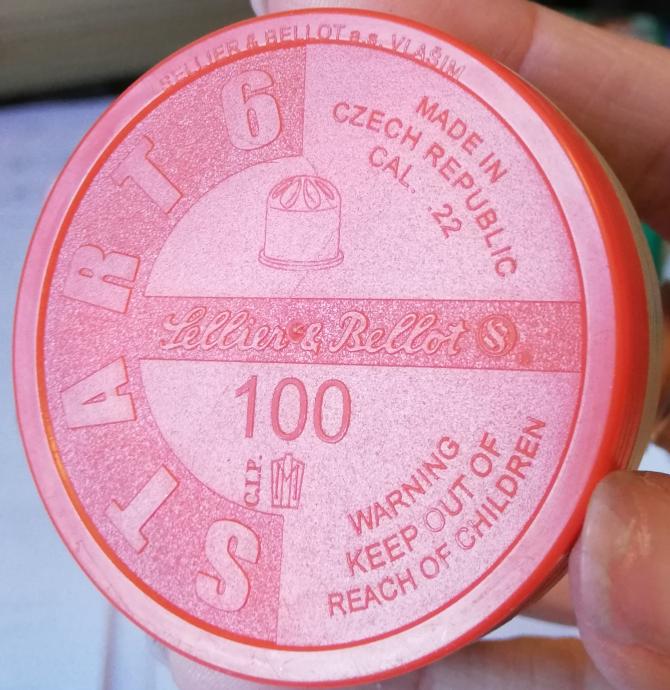 SELLIER & BELLOT a.s. VLAŠIM
START 6
MADE IN
CZECH REPUBLIC
CAL. .22
Sellier & Bellot S
100
C.I.P.
WARNING
KEEP OUT OF
REACH OF CHILDREN